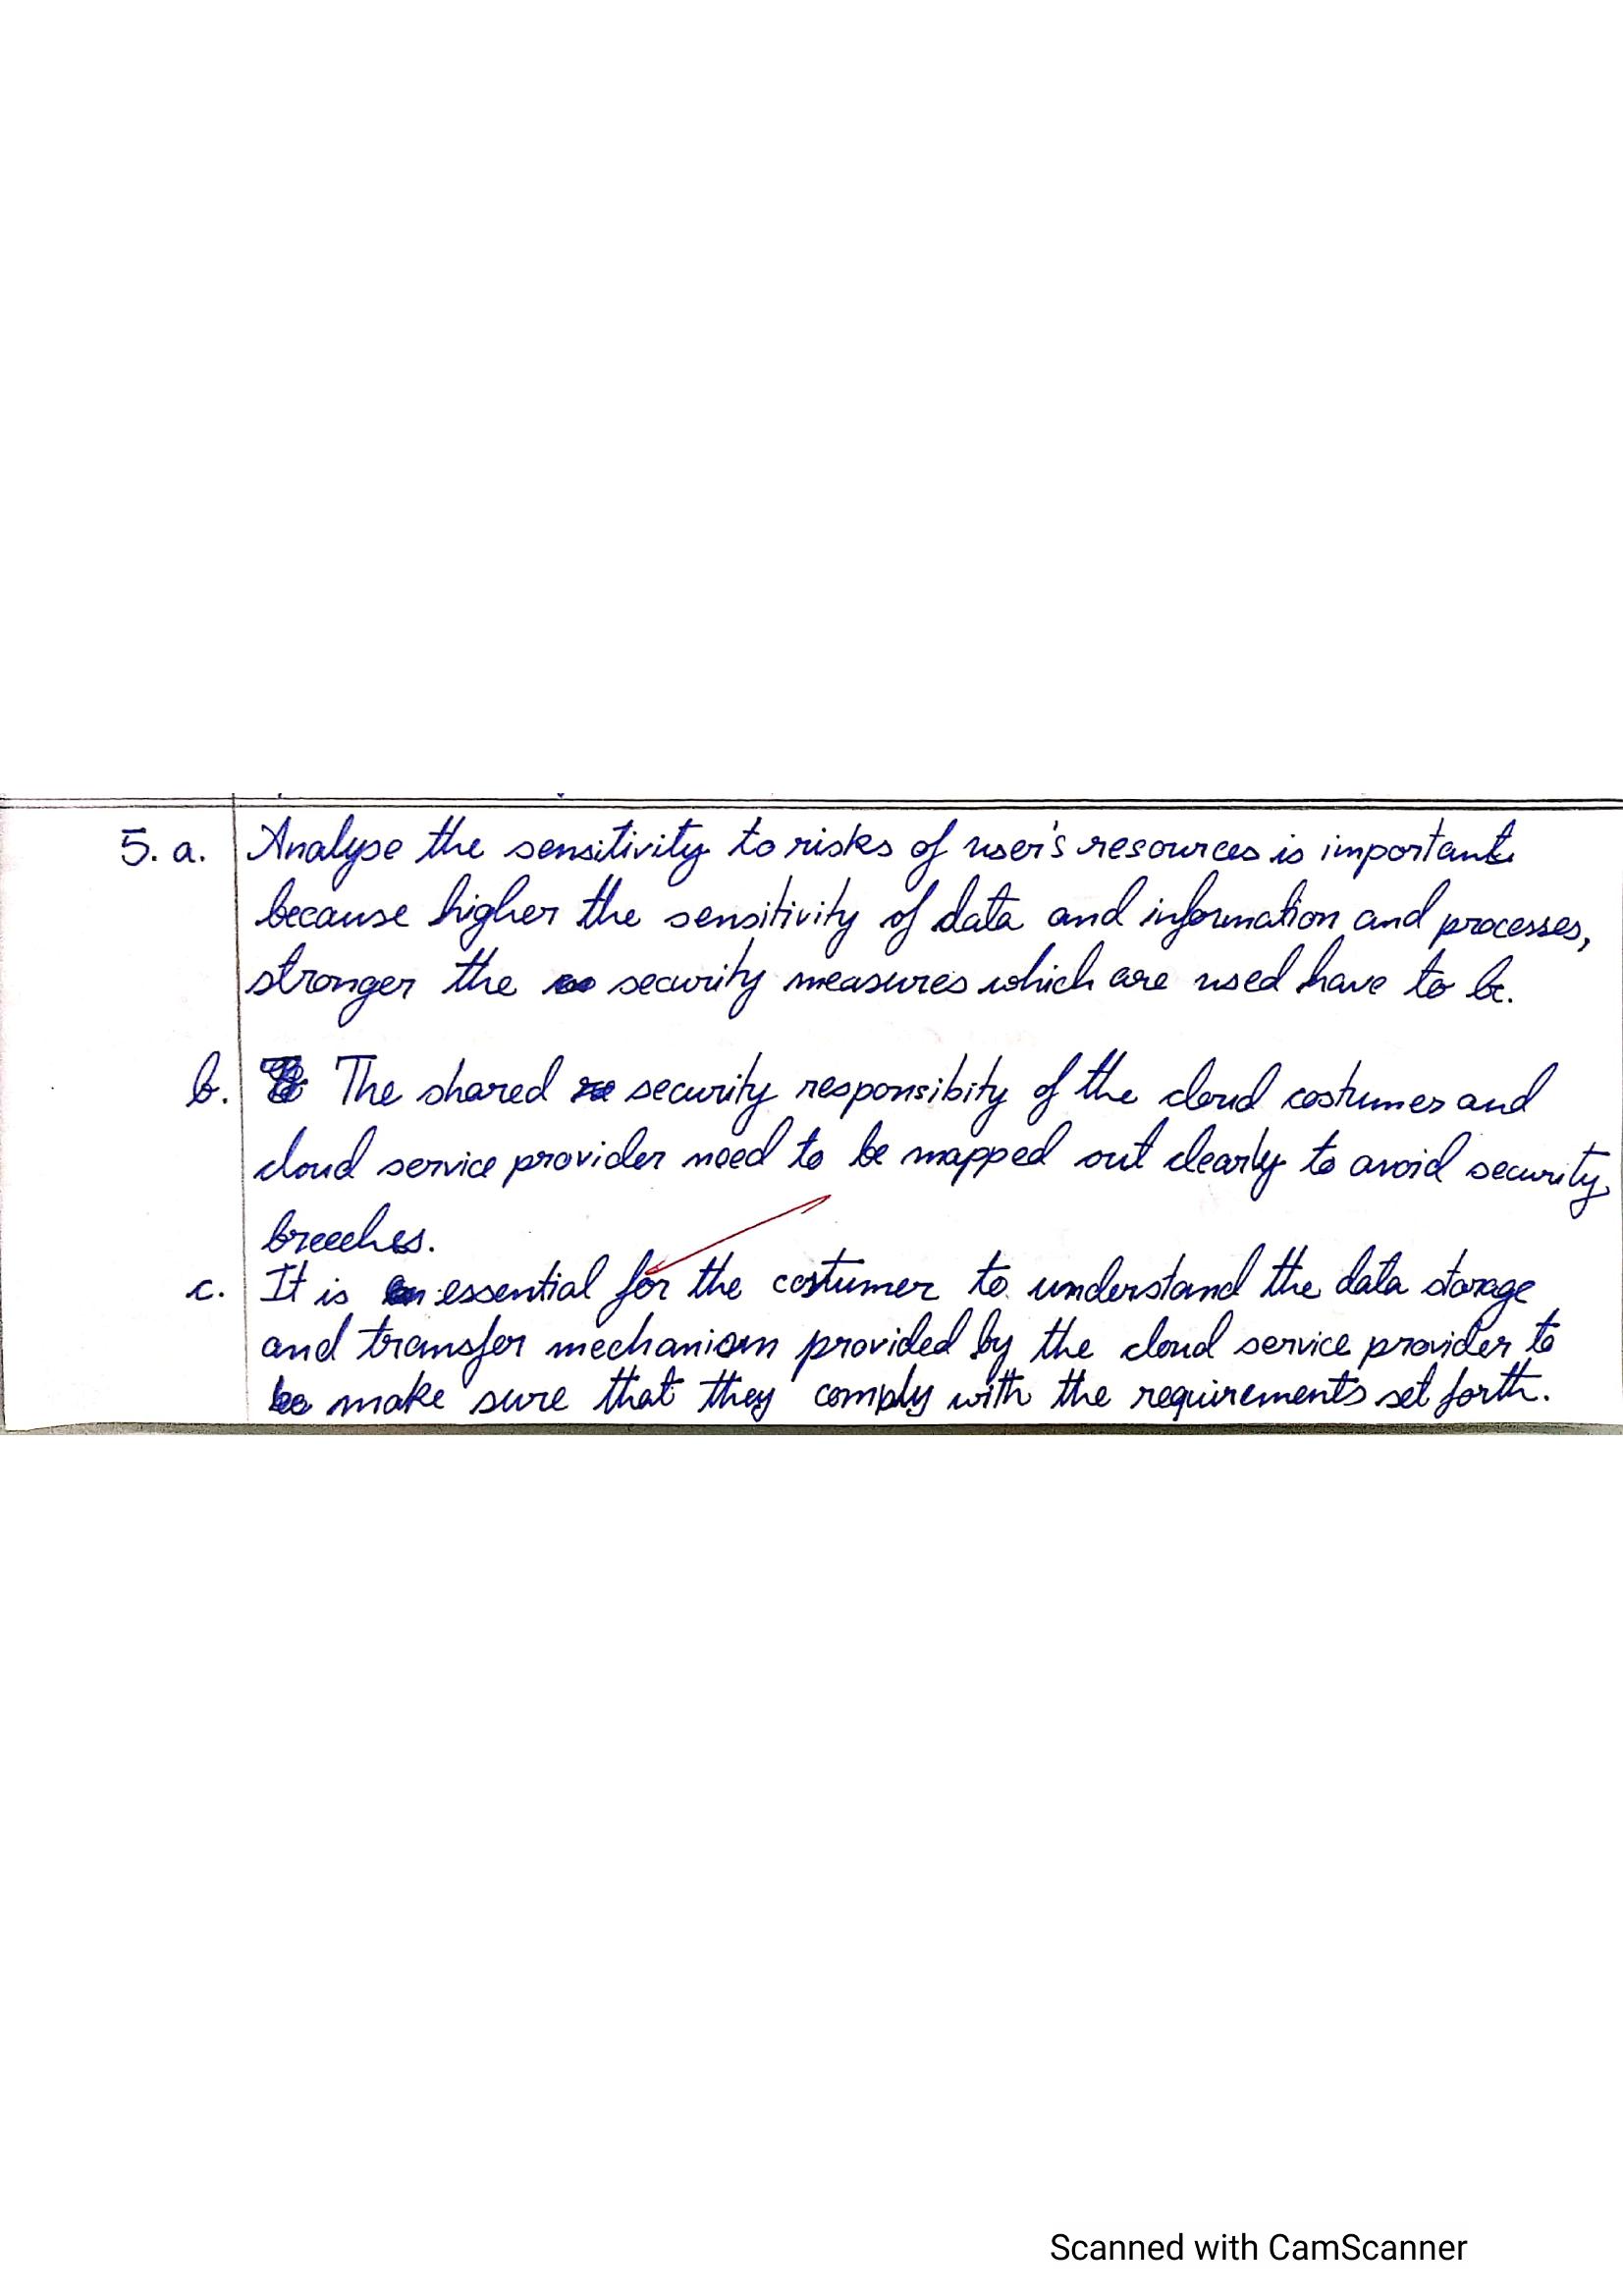 5. a. Analyse the sensitivity to risks of user's resources is important
because higher the sensitivity of data and information and processes,
stronger the security measures which are used have to be.
b. The shared security responsibity of the cloud costumer and
cloud service provider need to be mapped out clearly to avoid security
breeches.
c. It is essential for the costumer to understand the data storage
and transfer mechanism provided by the cloud service provider to
make sure that they comply with the requirements set forth.
Scanned with CamScanner